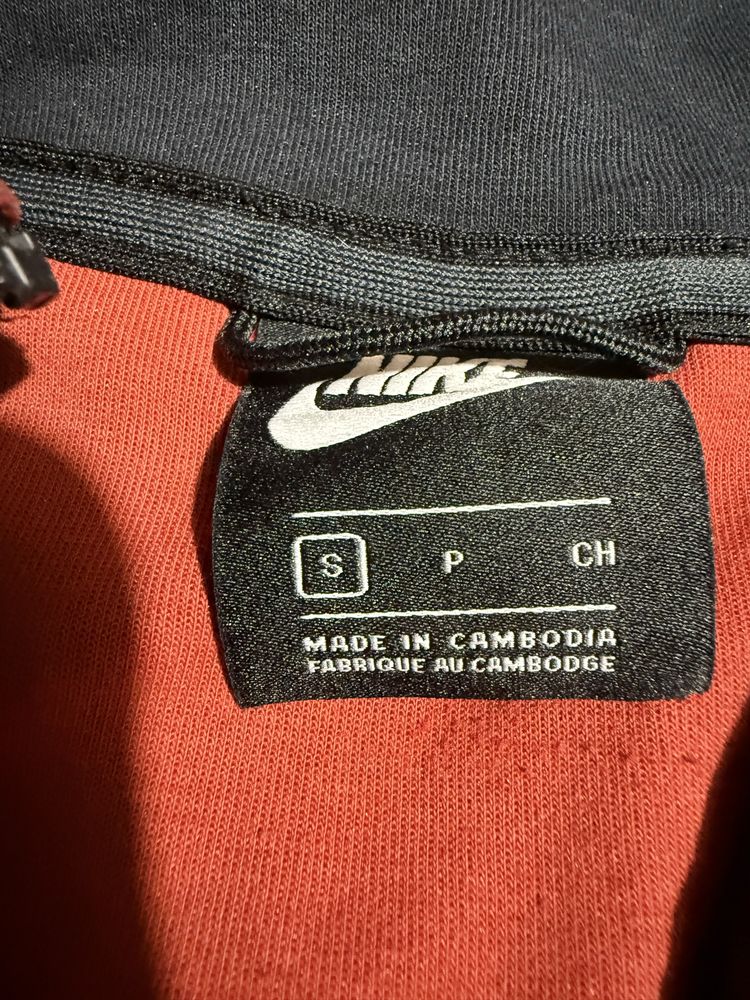 NIKE
S P CH
MADE IN CAMBODIA
FABRIQUE AU CAMBODGE